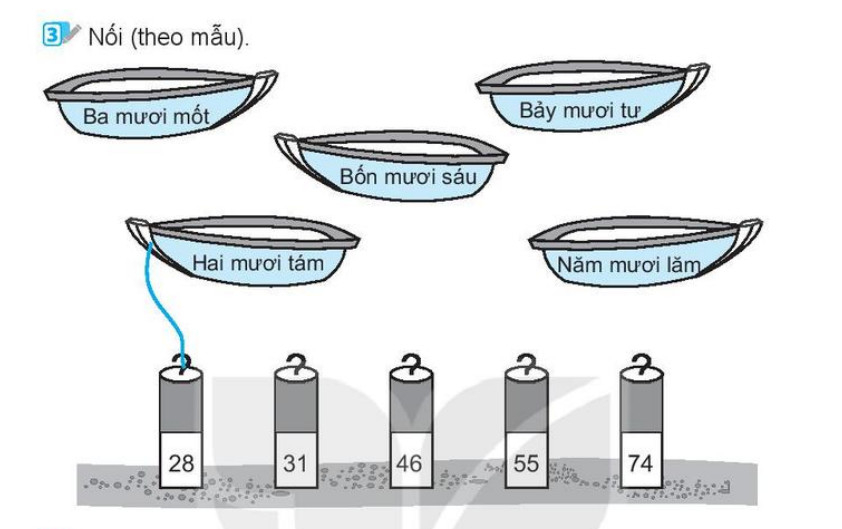 3 Nối (theo mẫu).
Ba mươi mốt
Bảy mươi tư
Bốn mươi sáu
Hai mươi tám
Năm mươi lăm
28
31
46
55
74